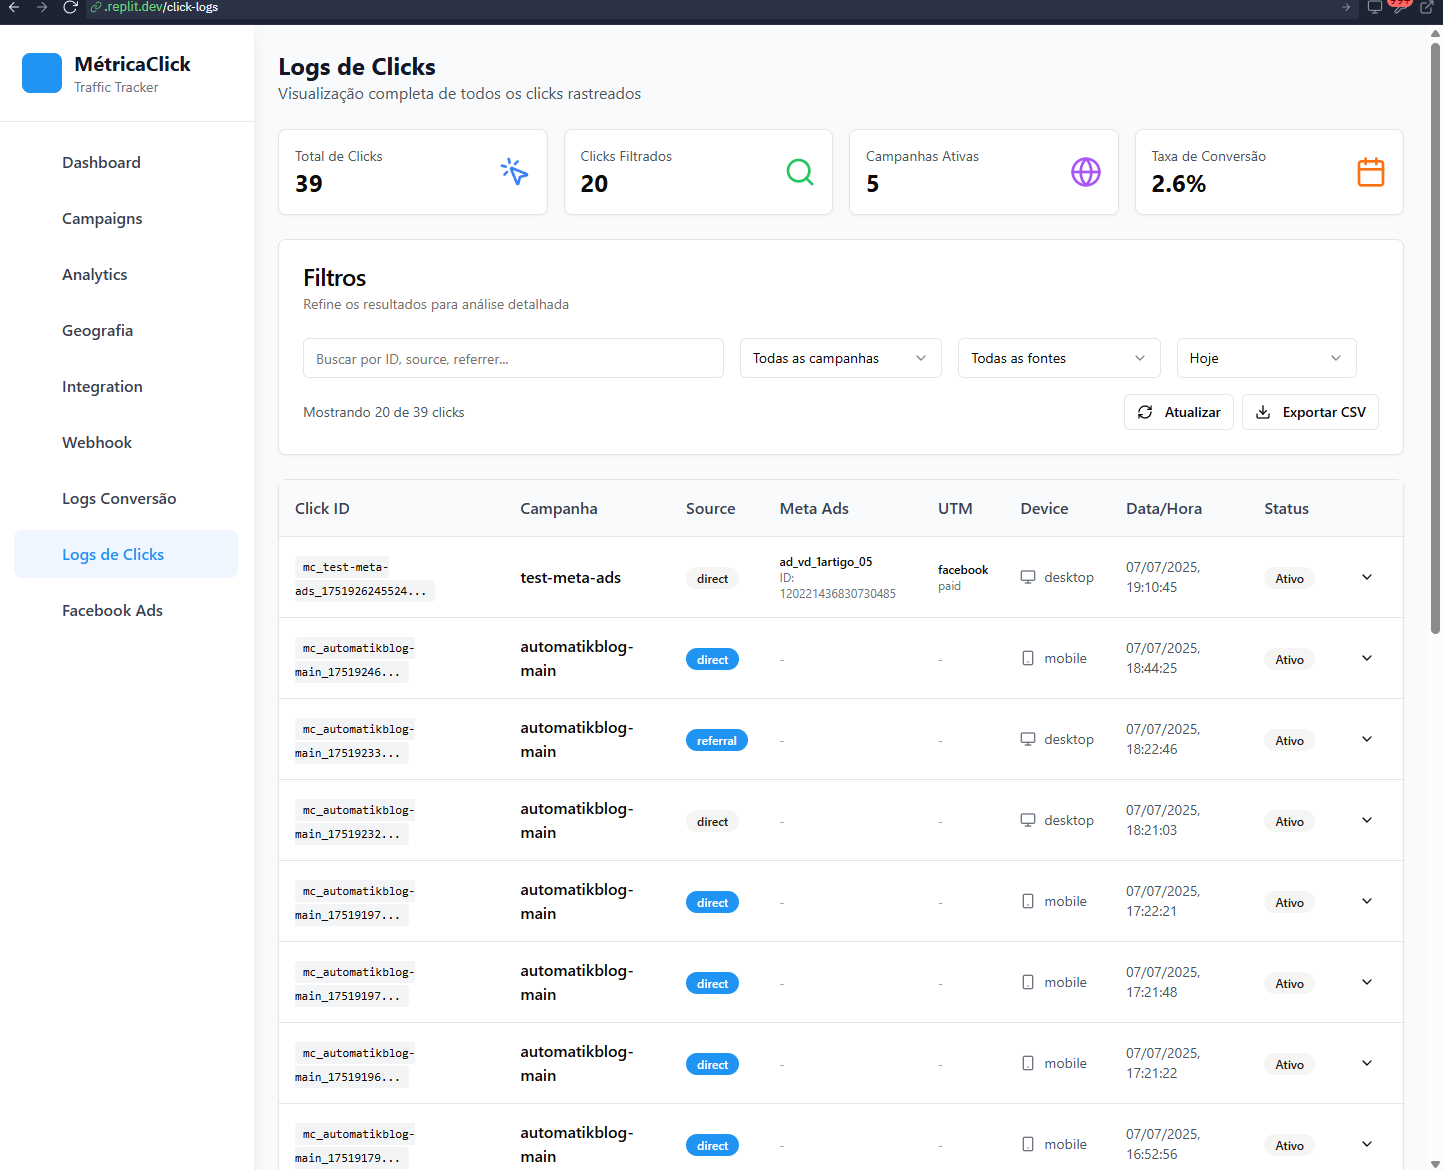 .replit.dev/click-logs
99+
MétricaClick
Traffic Tracker
Dashboard
Campaigns
Analytics
Geografia
Integration
Webhook
Logs Conversão
Logs de Clicks
Facebook Ads
Logs de Clicks
Visualização completa de todos os clicks rastreados
Total de Clicks
39
Clicks Filtrados
20
Campanhas Ativas
5
Taxa de Conversão
2.6%
Filtros
Refine os resultados para análise detalhada
Buscar por ID, source, referrer...
Todas as campanhas
Todas as fontes
Hoje
Mostrando 20 de 39 clicks
Atualizar
Exportar CSV
Click ID Campanha Source Meta Ads UTM Device Data/Hora Status
mc_test-meta-
ads_1751926245524...
test-meta-ads
direct
ad_vd_1artigo_05
ID:
120221436830730485
facebook
paid
desktop
07/07/2025,
19:10:45
Ativo
mc_automatikblog-
main_17519246...
automatikblog-
main
direct
-
-
mobile
07/07/2025,
18:44:25
Ativo
mc_automatikblog-
main_17519233...
automatikblog-
main
referral
-
-
desktop
07/07/2025,
18:22:46
Ativo
mc_automatikblog-
main_17519232...
automatikblog-
main
direct
-
-
desktop
07/07/2025,
18:21:03
Ativo
mc_automatikblog-
main_17519197...
automatikblog-
main
direct
-
-
mobile
07/07/2025,
17:22:21
Ativo
mc_automatikblog-
main_17519197...
automatikblog-
main
direct
-
-
mobile
07/07/2025,
17:21:48
Ativo
mc_automatikblog-
main_17519196...
automatikblog-
main
direct
-
-
mobile
07/07/2025,
17:21:22
Ativo
mc_automatikblog-
main_17519179...
automatikblog-
main
direct
-
-
mobile
07/07/2025,
16:52:56
Ativo